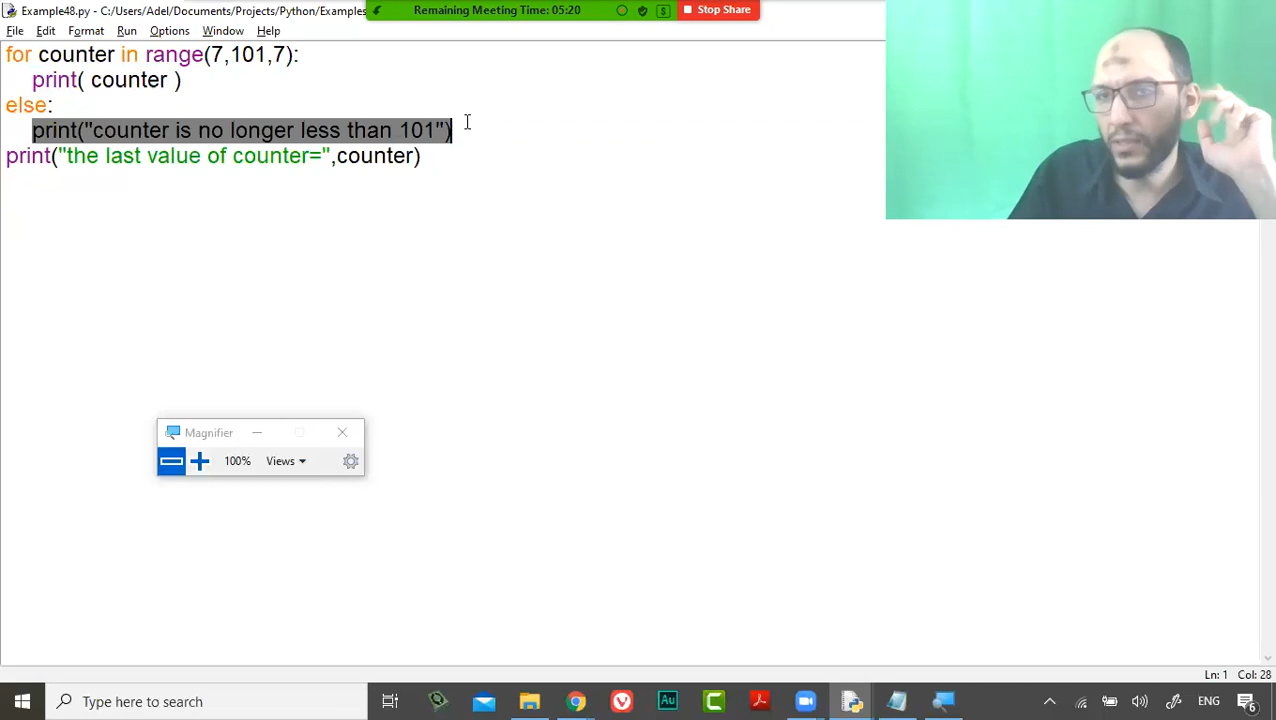 Example48.py - C:/Users/Adel/Documents/Projects/Python/Examples
Remaining Meeting Time: 05:20
$
Stop Share
File Edit Format Run Options Window Help
for counter in range(7,101,7):
print( counter )
else:
print("counter is no longer less than 101")
print("the last value of counter=",counter)
Magnifier
100% Views
Ln: 1 Col: 28
Type here to search
Au
C
ENG
6